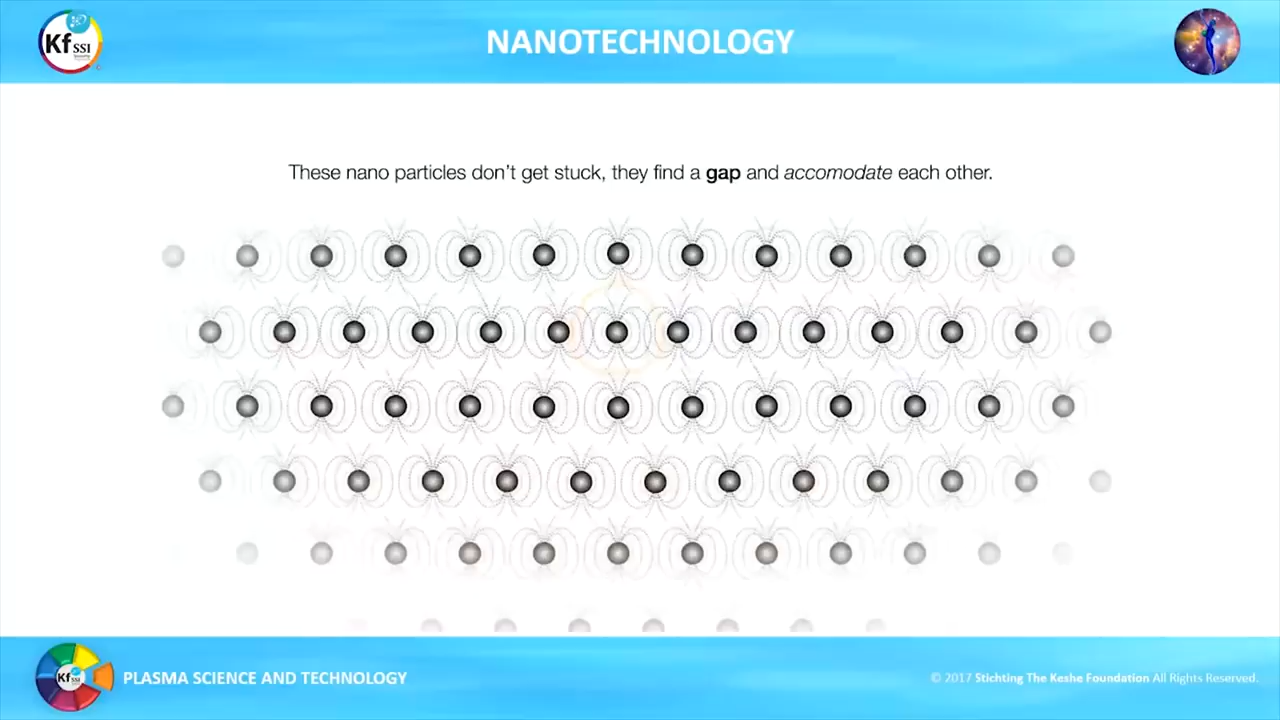 Kf SSI
NANOTECHNOLOGY
These nano particles don't get stuck, they find a gap and accomodate each other.
Kf SSI
PLASMA SCIENCE AND TECHNOLOGY
© 2017 Stichting The Keshe Foundation All Rights Reserved.